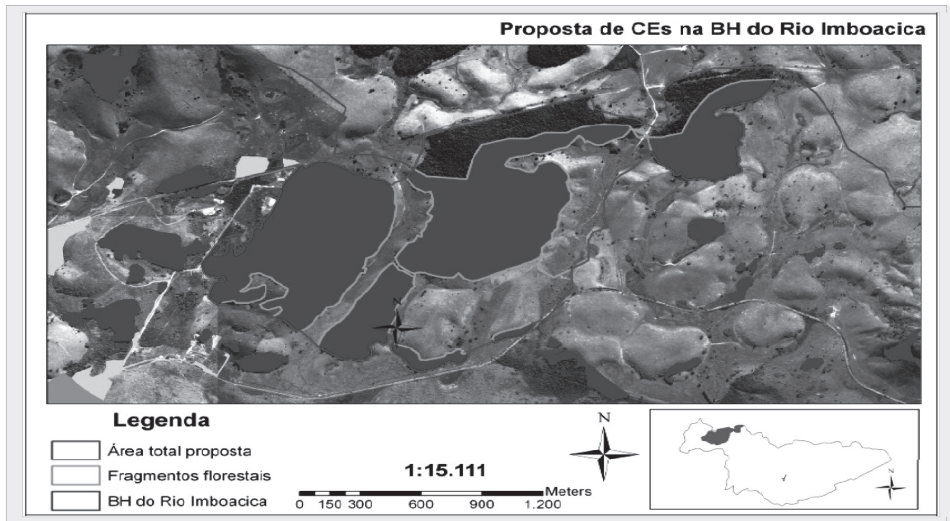 Proposta de CEs na BH do Rio Imboacica
N
Legenda
Área total proposta
Fragmentos florestais
BH do Rio Imboacica
1:15.111
Meters
0 150 300 600 900 1.200
N
N